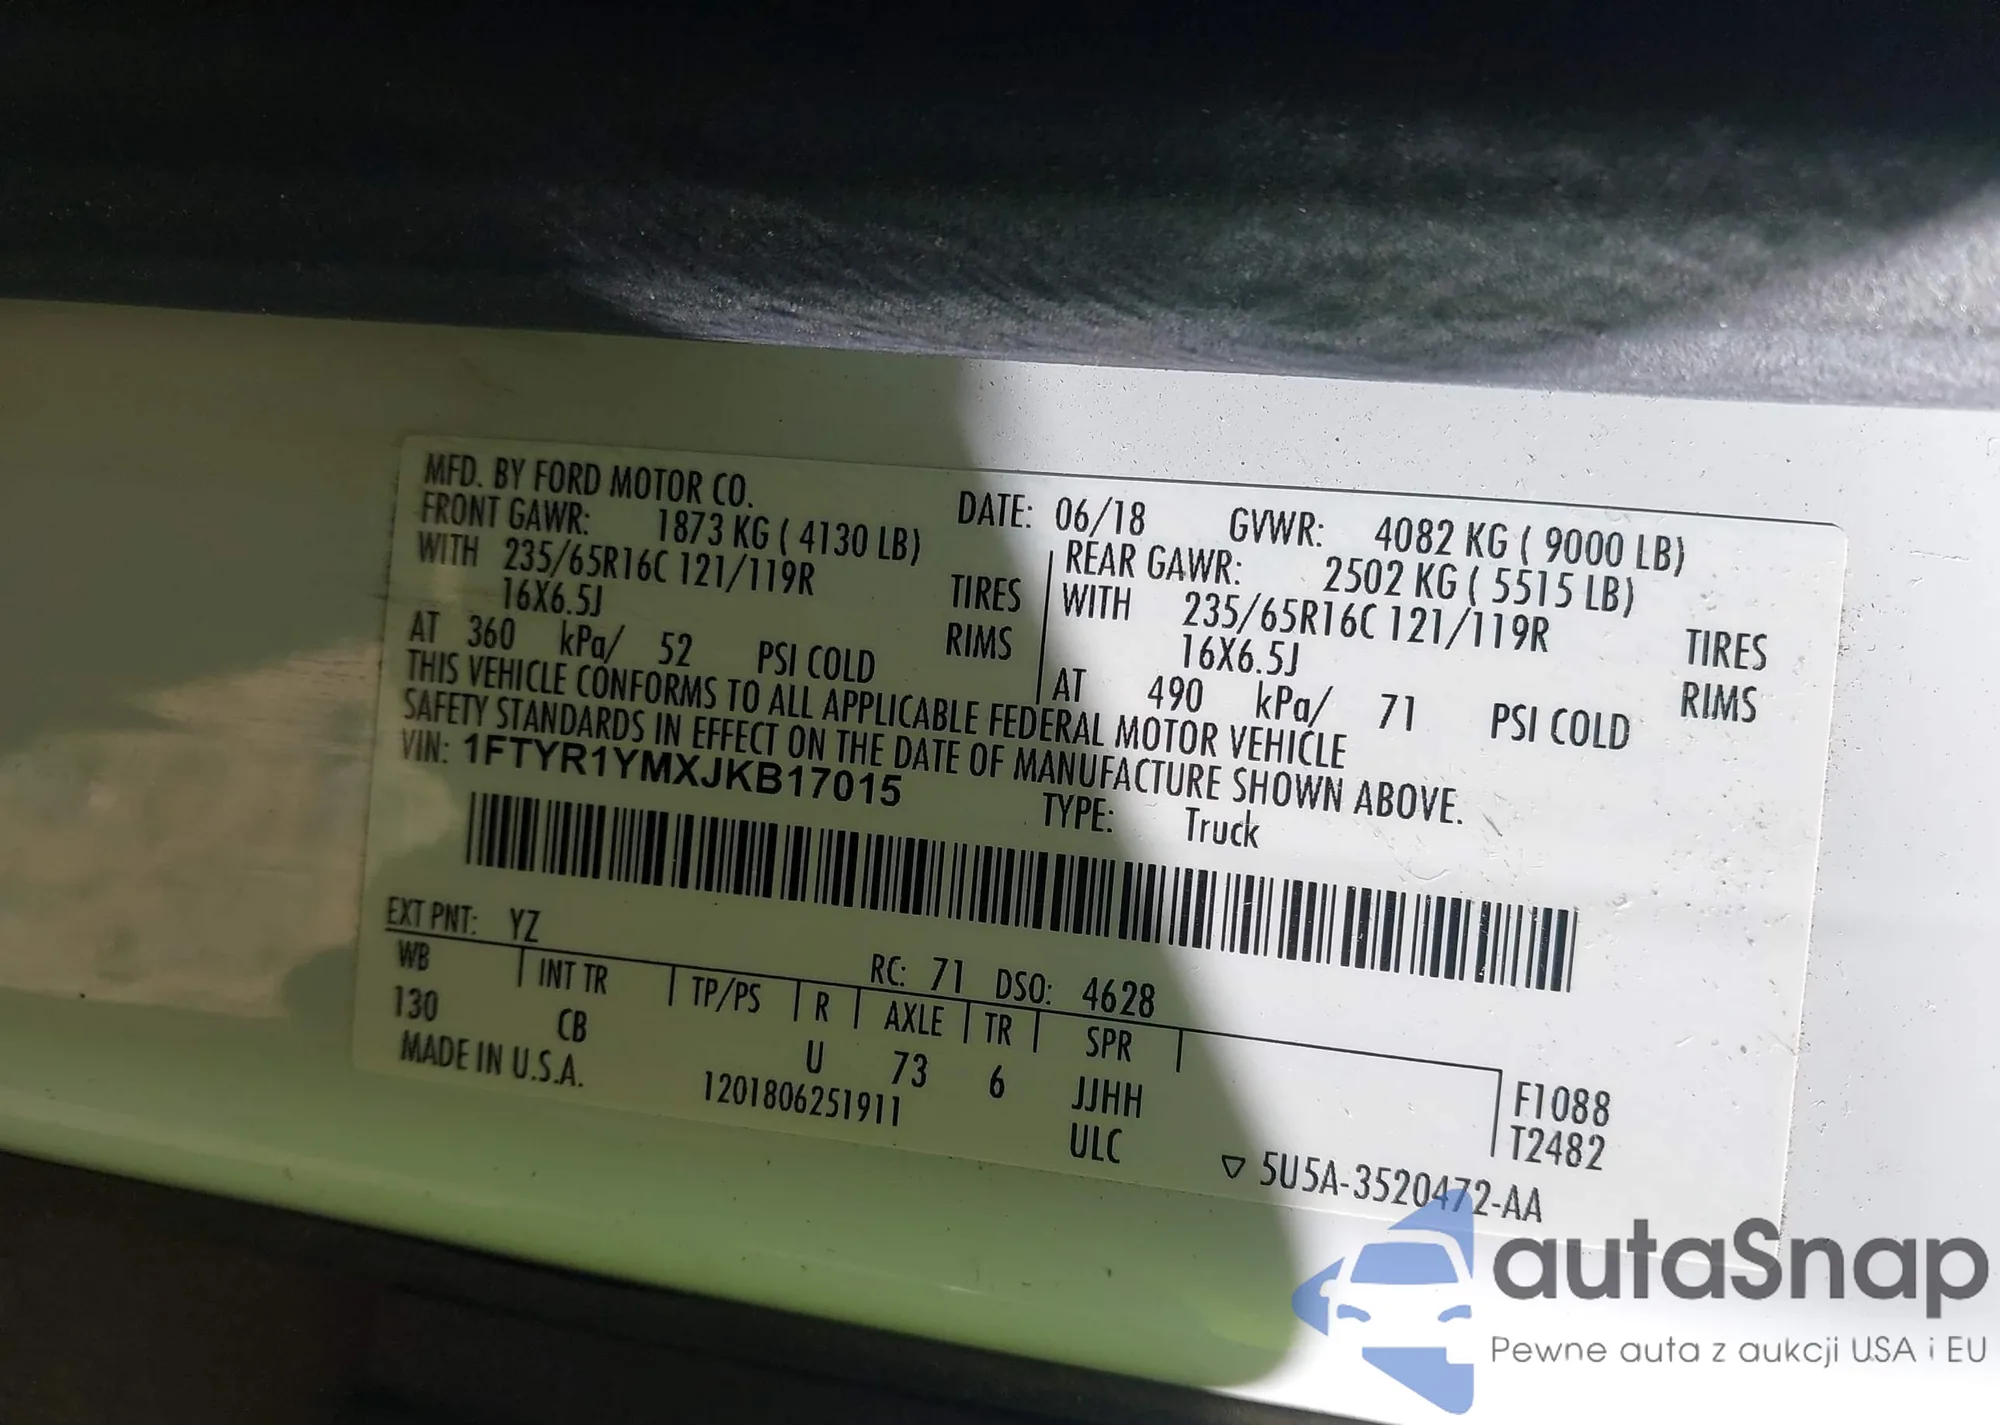 MFD. BY FORD MOTOR CO.
DATE: 06/18 GVWR: 4082 KG ( 9000 LB)
FRONT GAWR: 1873 KG ( 4130 LB)
WITH 235/65R16C 121/119R TIRES
16X6.5J RIMS
AT 360 kPa/ 52 PSI COLD
REAR GAWR: 2502 KG ( 5515 LB)
WITH 235/65R16C 121/119R TIRES
16X6.5J RIMS
AT 490 kPa/ 71 PSI COLD
THIS VEHICLE CONFORMS TO ALL APPLICABLE FEDERAL MOTOR VEHICLE
SAFETY STANDARDS IN EFFECT ON THE DATE OF MANUFACTURE SHOWN ABOVE.
VIN: 1FTYR1YMXJKB17015
TYPE: Truck
EXT PNT: YZ RC: 71 DSO: 4628
WB INT TR TP/PS R AXLE TR SPR
130 CB U 73 6 JJHH F1088
ULC T2482
MADE IN U.S.A. 1201806251911
▽ 5U5A-3520472-AA
autaSnap
Pewne auta z aukcji USA i EU